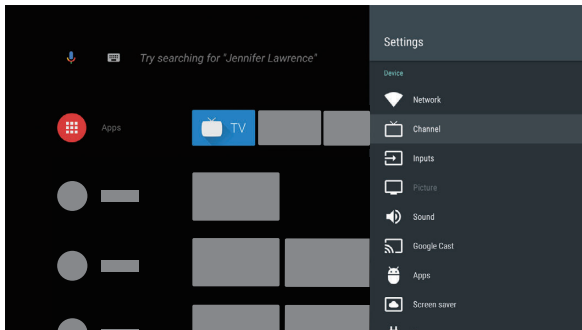 Try searching for "Jennifer Lawrence"
Apps
TV
Settings
Device
Network
Channel
Inputs
Picture
Sound
Google Cast
Apps
Screen saver